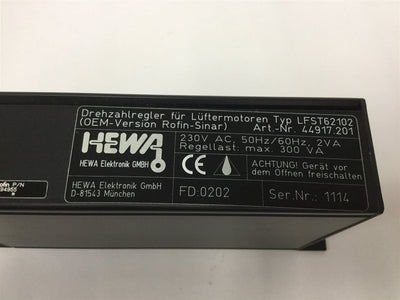 Drehzahlregler für Lüftermotoren Typ LFST62102
(OEM-Version Rofin-Sinar) Art.-Nr. 44917.201
HEWA
HEWA Elektronik GMBH
230V AC, 50Hz/60Hz, 2VA
Regellast: max. 300 VA
CE
ACHTUNG! Gerät vor
dem Öffnen freischalten
HEWA Elektronik GmbH
D-81543 München
FD:0202
Ser.Nr.: 1114
P/N